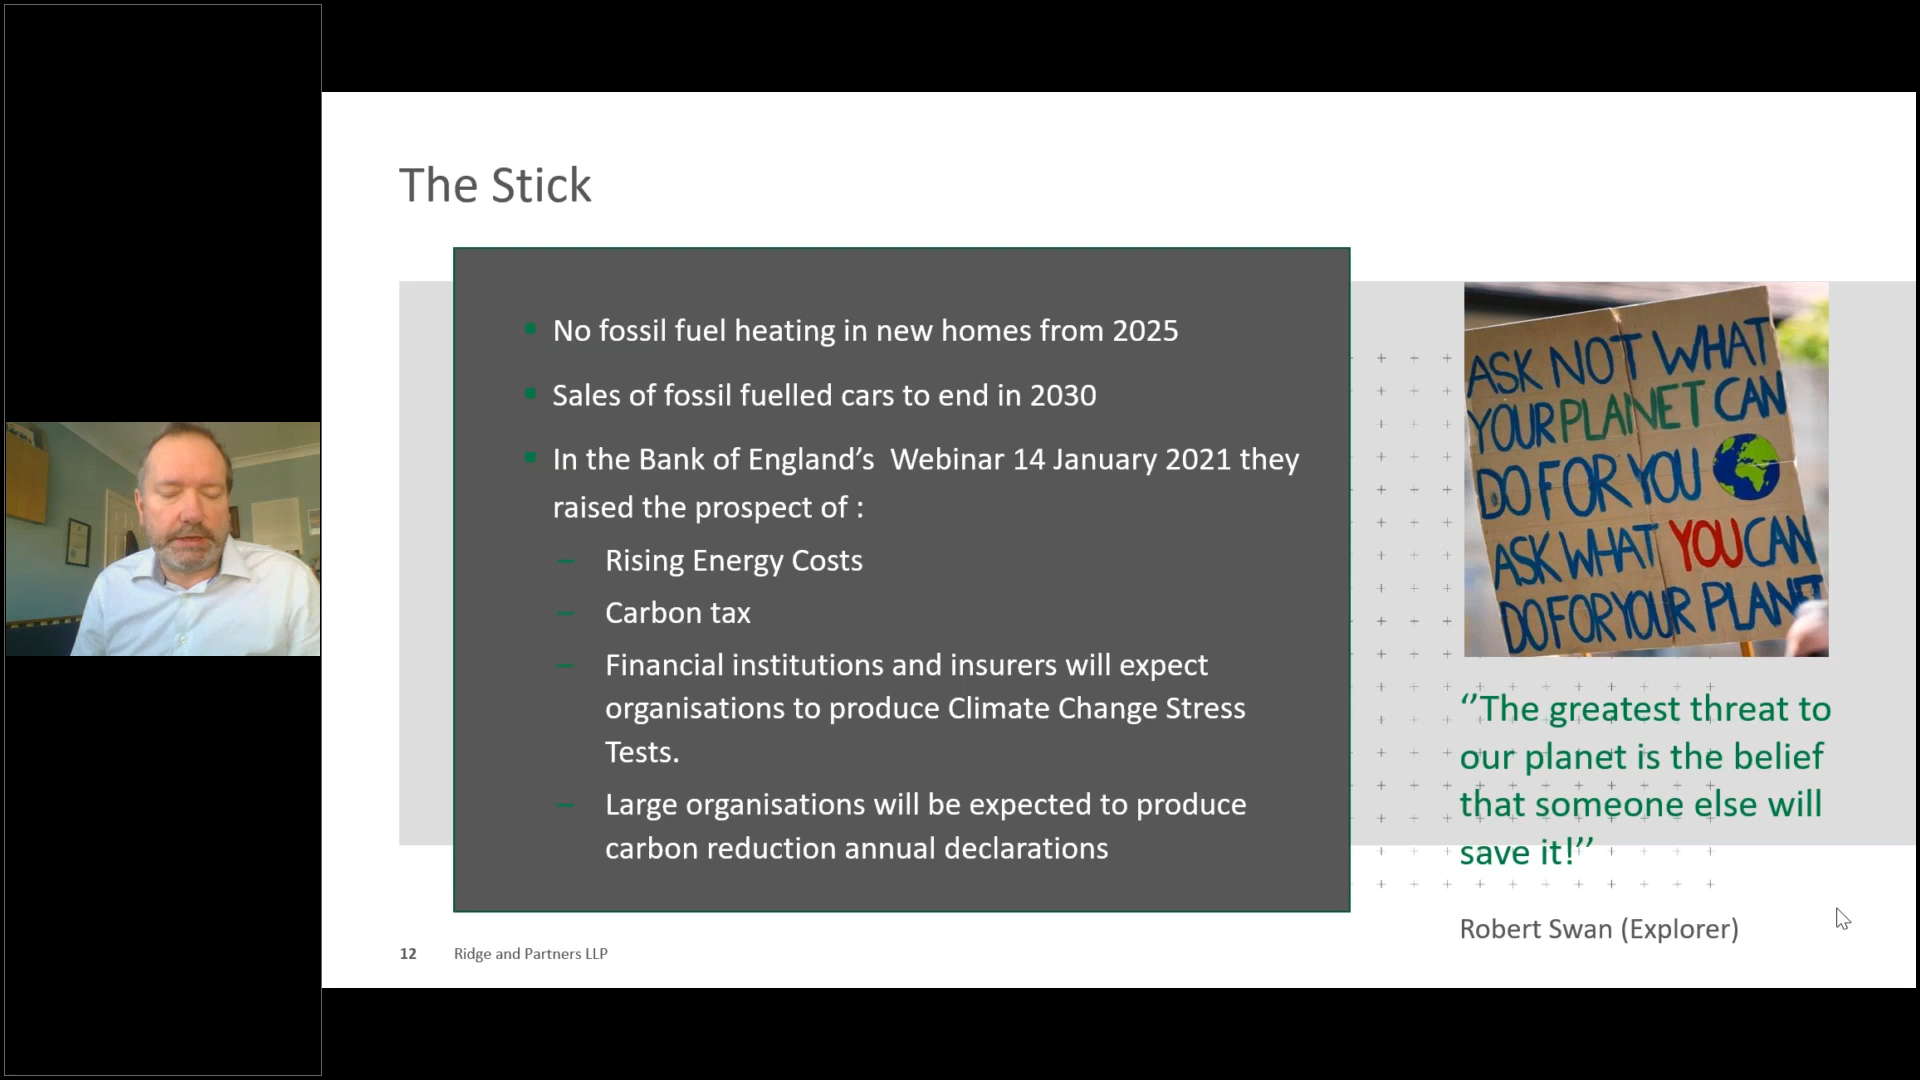 The Stick
No fossil fuel heating in new homes from 2025
Sales of fossil fuelled cars to end in 2030
In the Bank of England’s  Webinar 14 January 2021 they
raised the prospect of :
– Rising Energy Costs
– Carbon tax
– Financial institutions and insurers will expect
organisations to produce Climate Change Stress
Tests.
– Large organisations will be expected to produce
carbon reduction annual declarations
ASK NOT WHAT
YOUR PLANET CAN
DO FOR YOU
ASK WHAT YOU CAN
DO FOR YOUR PLANET
‘’The greatest threat to
our planet is the belief
that someone else will
save it!’’
Robert Swan (Explorer)
12 Ridge and Partners LLP